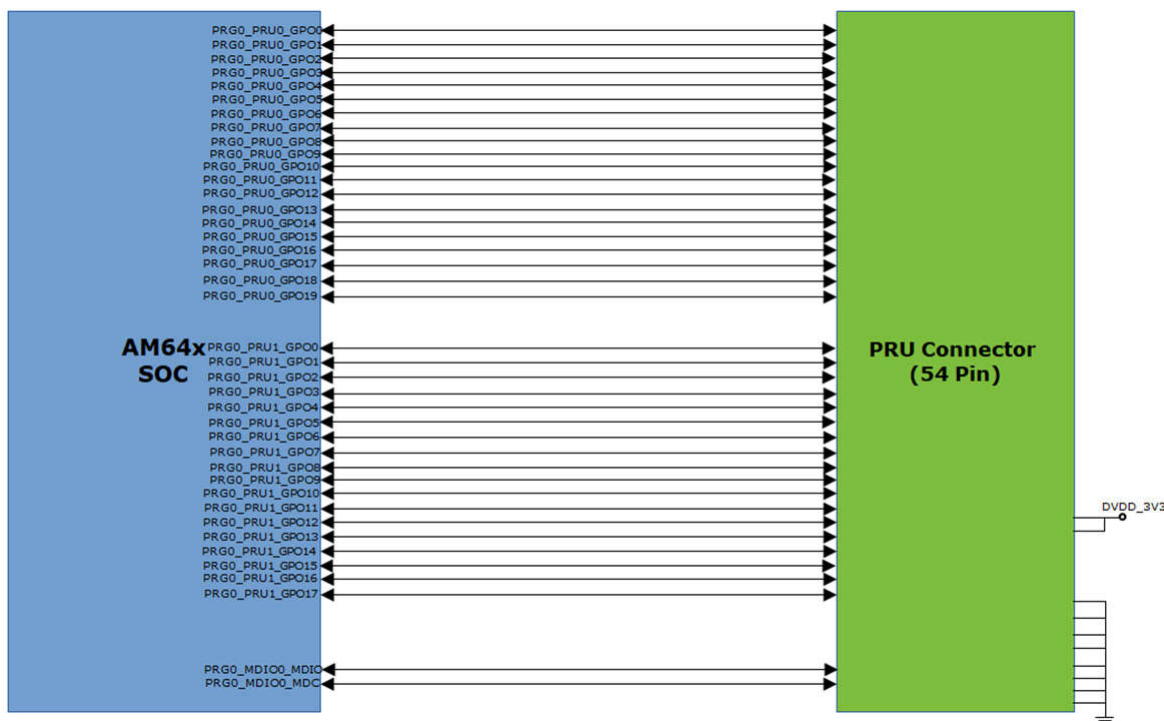 PRG0_PRU0_GPO0
PRG0_PRU0_GPO1
PRG0_PRU0_GPO2
PRG0_PRU0_GPO3
PRG0_PRU0_GPO4
PRG0_PRU0_GPO5
PRG0_PRU0_GPO6
PRG0_PRU0_GPO7
PRG0_PRU0_GPO8
PRG0_PRU0_GPO9
PRG0_PRU0_GPO10
PRG0_PRU0_GPO11
PRG0_PRU0_GPO12
PRG0_PRU0_GPO13
PRG0_PRU0_GPO14
PRG0_PRU0_GPO15
PRG0_PRU0_GPO16
PRG0_PRU0_GPO17
PRG0_PRU0_GPO18
PRG0_PRU0_GPO19
AM64x
SOC
PRG0_PRU1_GPO0
PRG0_PRU1_GPO1
PRG0_PRU1_GPO2
PRG0_PRU1_GPO3
PRG0_PRU1_GPO4
PRG0_PRU1_GPO5
PRG0_PRU1_GPO6
PRG0_PRU1_GPO7
PRG0_PRU1_GPO8
PRG0_PRU1_GPO9
PRG0_PRU1_GPO10
PRG0_PRU1_GPO11
PRG0_PRU1_GPO12
PRG0_PRU1_GPO13
PRG0_PRU1_GPO14
PRG0_PRU1_GPO15
PRG0_PRU1_GPO16
PRG0_PRU1_GPO17
PRG0_MDIO0_MDIO
PRG0_MDIO0_MDC
PRU Connector
(54 Pin)
DVDD_3V3